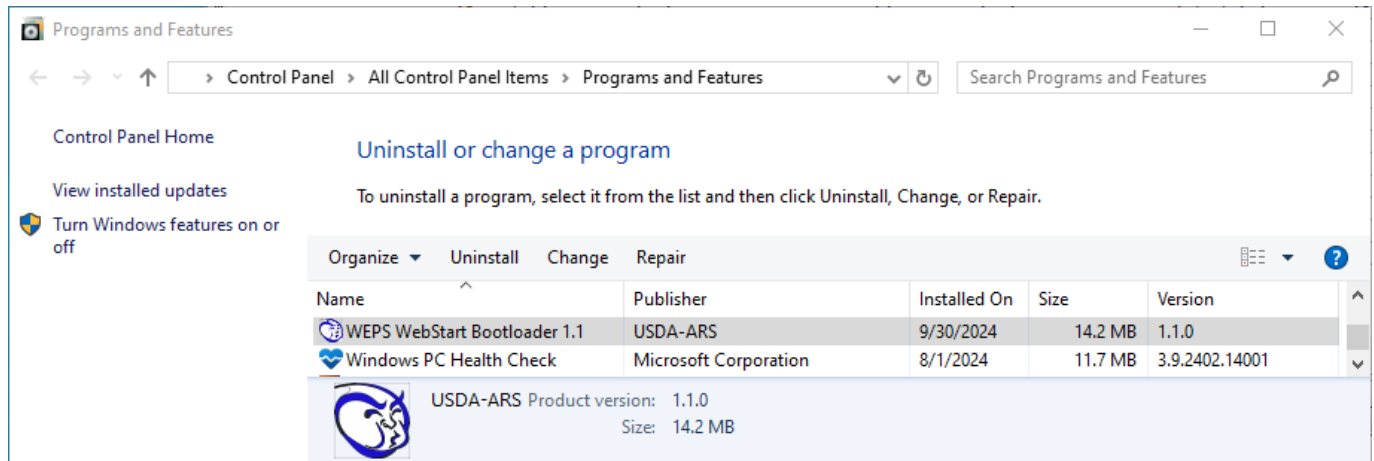 Programs and Features
Control Panel > All Control Panel Items > Programs and Features
Search Programs and Features
Control Panel Home
View installed updates
Turn Windows features on or
off
Uninstall or change a program
To uninstall a program, select it from the list and then click Uninstall, Change, or Repair.
Organize Uninstall Change Repair
?
Name Publisher Installed On Size Version
WEPS WebStart Bootloader 1.1 USDA-ARS 9/30/2024 14.2 MB 1.1.0
Windows PC Health Check Microsoft Corporation 8/1/2024 11.7 MB 3.9.2402.14001
USDA-ARS Product version: 1.1.0
Size: 14.2 MB